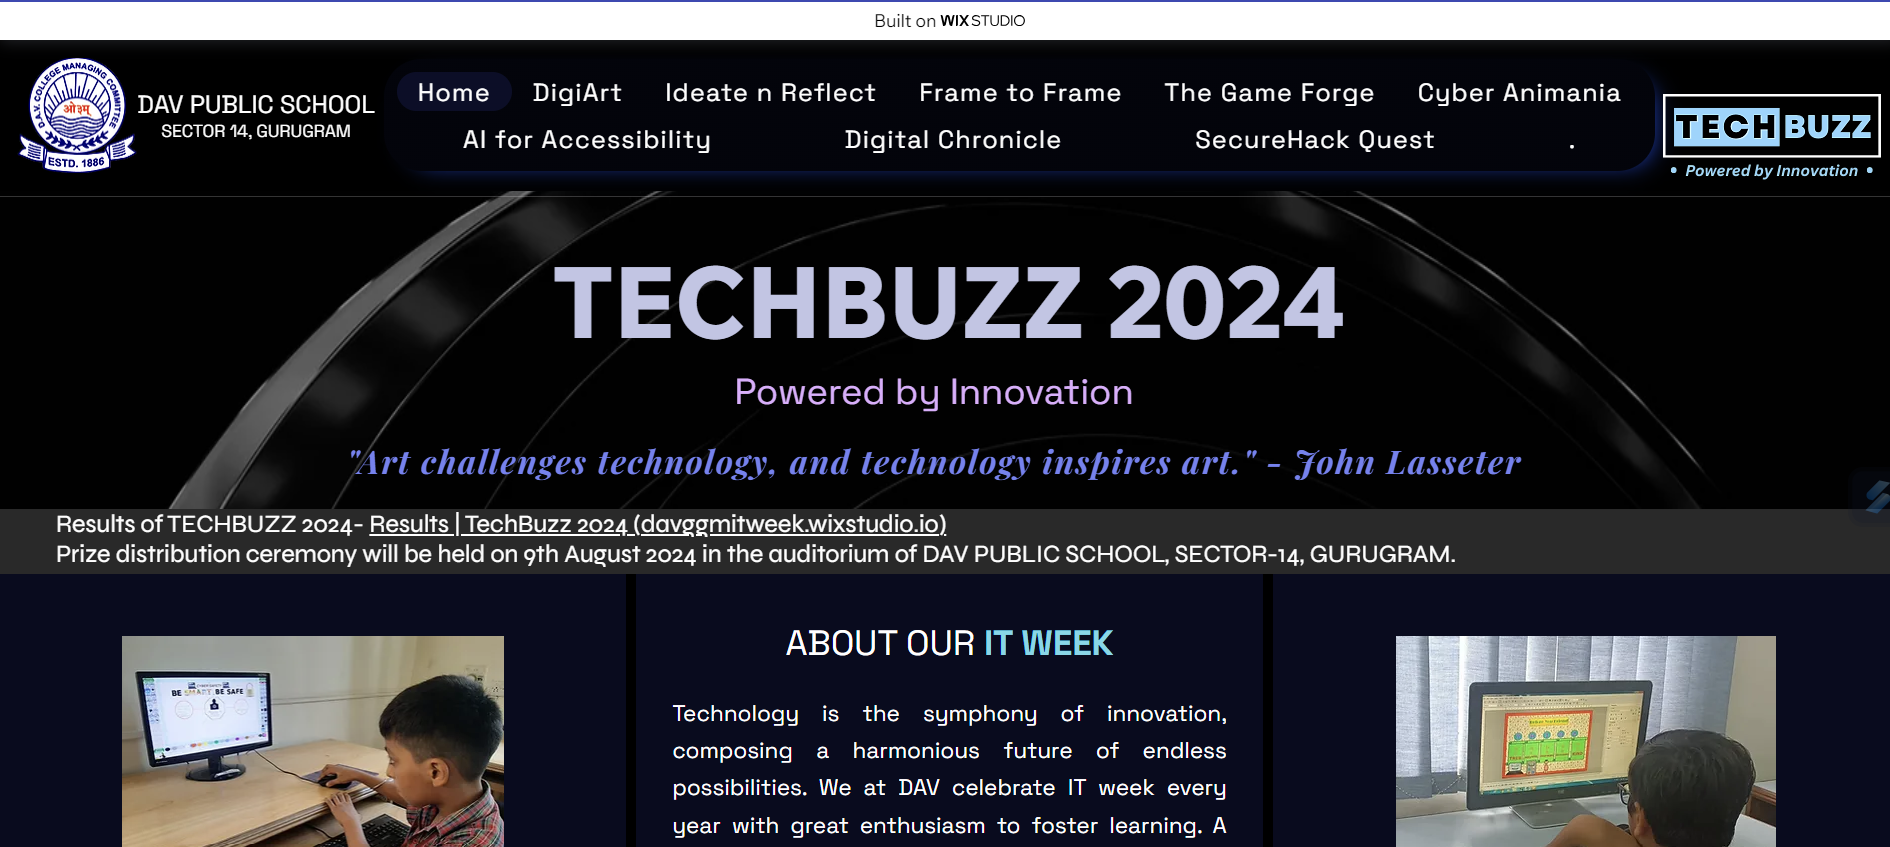 Built on WIX STUDIO
D.A.V. COLLEGE MANAGING COMMITTEE
ओ३म्
ESTD. 1886
DAV PUBLIC SCHOOL
SECTOR 14, GURUGRAM
Home DigiArt Ideate n Reflect Frame to Frame The Game Forge Cyber Animania
AI for Accessibility Digital Chronicle SecureHack Quest .
TECH BUZZ
• Powered by Innovation •
TECHBUZZ 2024
Powered by Innovation
"Art challenges technology, and technology inspires art." - John Lasseter
Results of TECHBUZZ 2024- Results | TechBuzz 2024 (davggmitweek.wixstudio.io)
Prize distribution ceremony will be held on 9th August 2024 in the auditorium of DAV PUBLIC SCHOOL, SECTOR-14, GURUGRAM.
BE SMART BE SAFE
ABOUT OUR IT WEEK
Technology is the symphony of innovation,
composing a harmonious future of endless
possibilities. We at DAV celebrate IT week every
year with great enthusiasm to foster learning. A